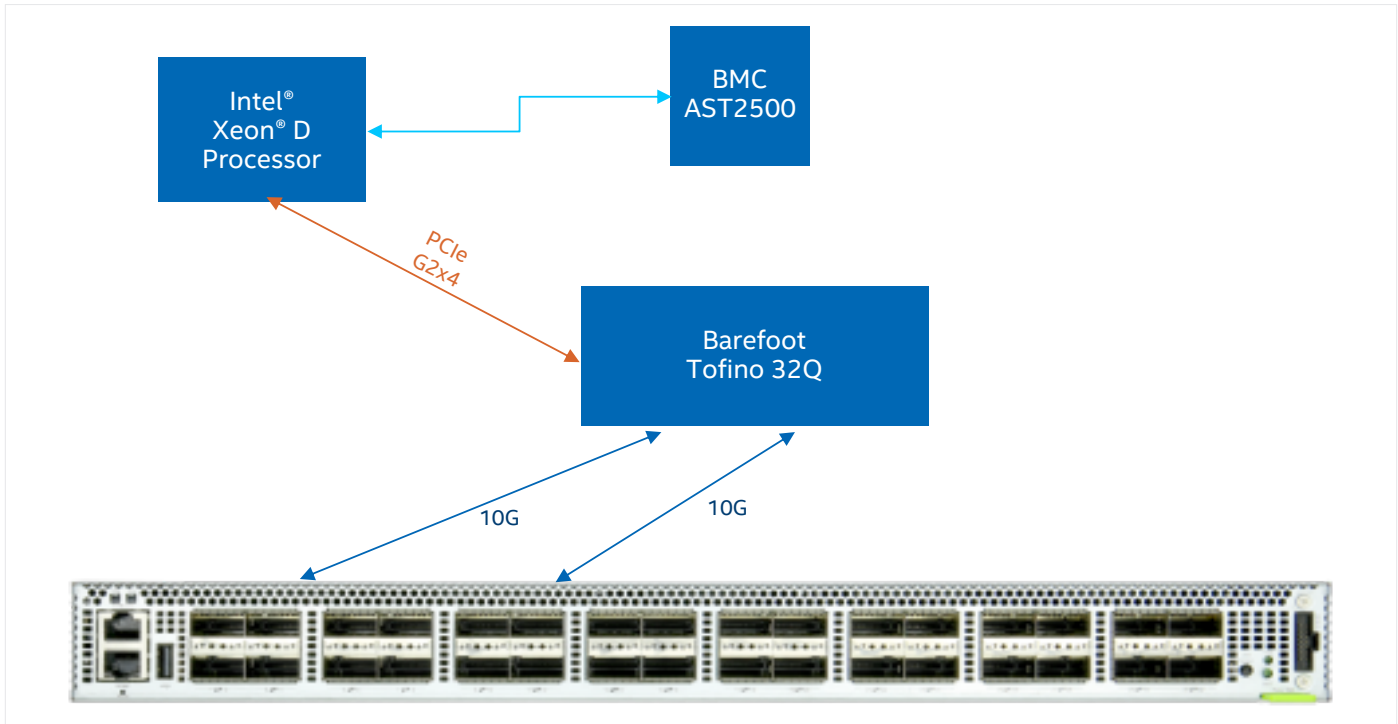 Intel®
Xeon® D
Processor
BMC
AST2500
PCIe
G2x4
Barefoot
Tofino 32Q
10G
10G